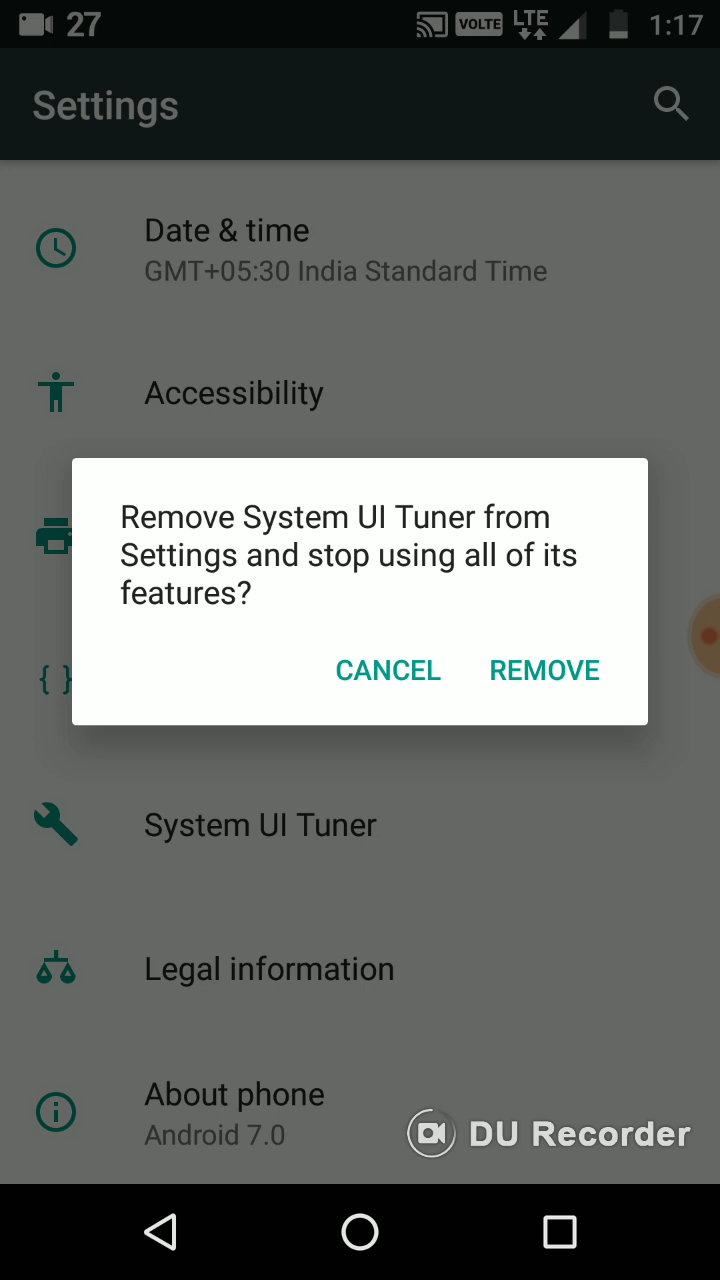 27 VOLTE LTE 1:17
Settings
Date & time
GMT+05:30 India Standard Time
Accessibility
Remove System UI Tuner from
Settings and stop using all of its
features?
{ }
CANCEL REMOVE
System UI Tuner
Legal information
About phone
Android 7.0
DU Recorder